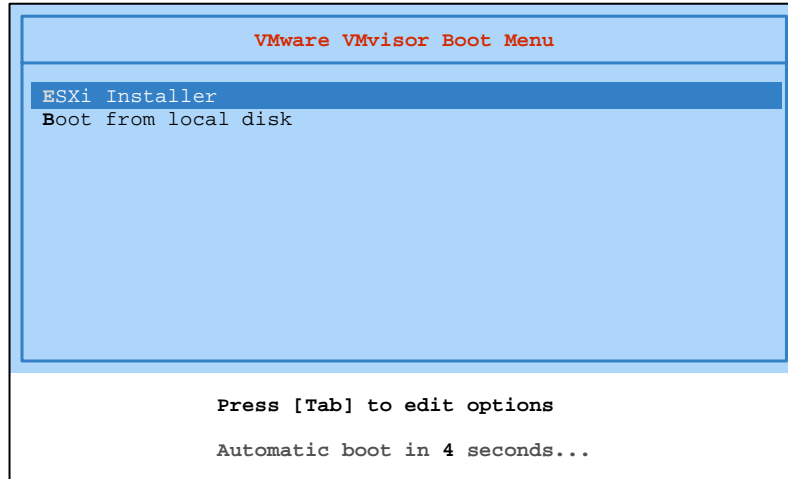 VMware VMvisor Boot Menu
ESXi Installer
Boot from local disk
Press [Tab] to edit options
Automatic boot in 4 seconds...